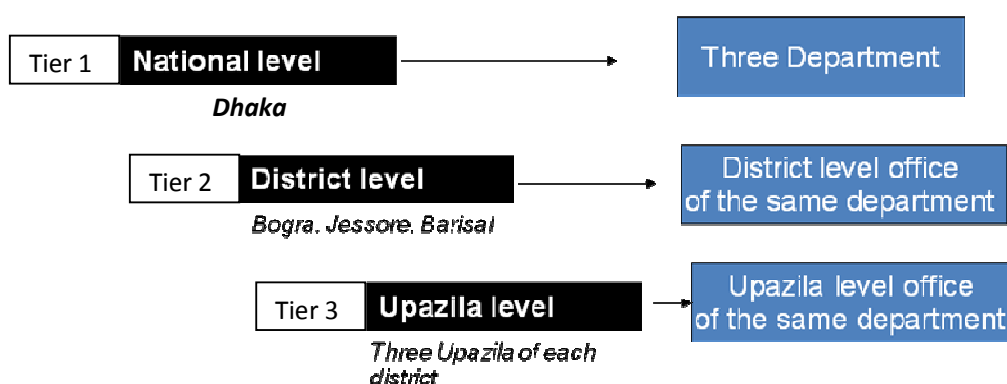 Tier 1 National level Three Department
Dhaka
Tier 2 District level District level office
of the same department
Bogra, Jessore, Barisal
Tier 3 Upazila level Upazila level office
of the same department
Three Upazila of each
district